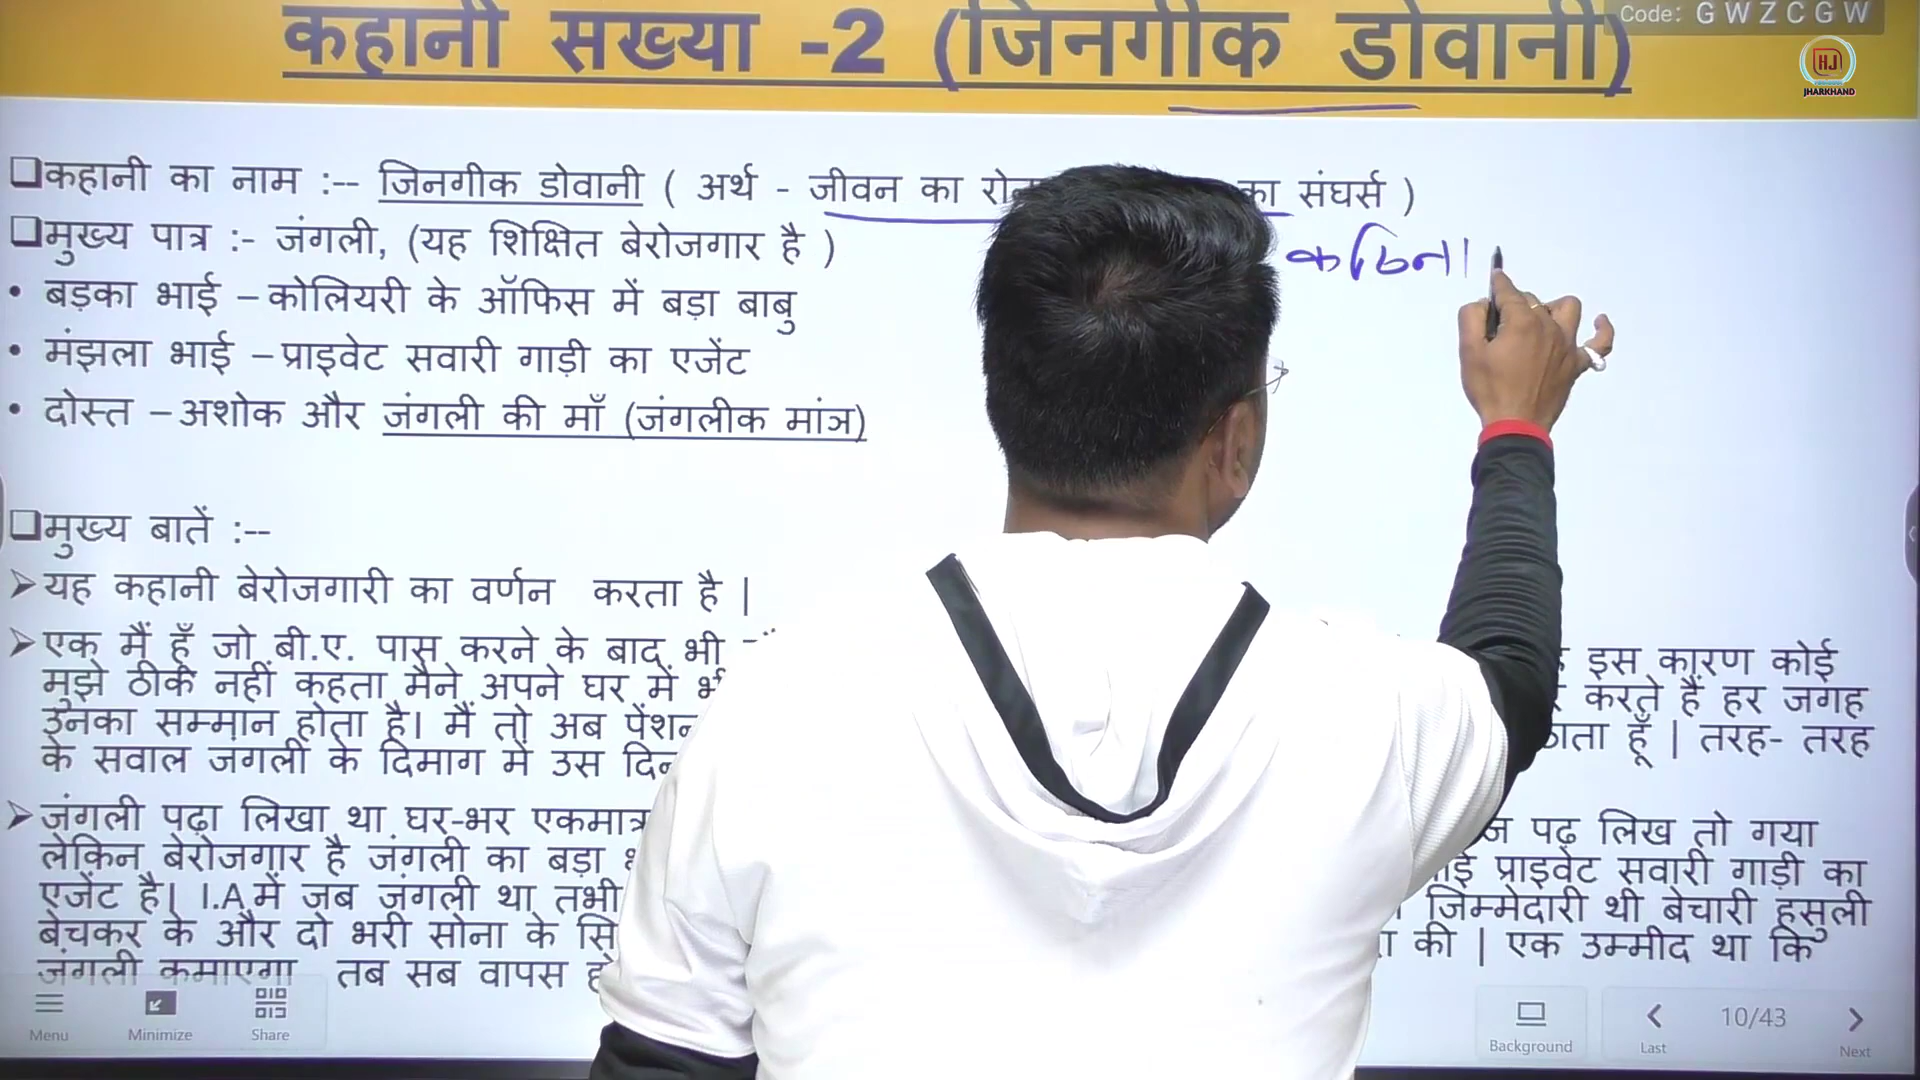 Code: G W Z C G W
कहानी सख्या -2 (जिनगीक डोवानी)
HJ
JHARKHAND
❑कहानी का नाम :-- जिनगीक डोवानी ( अर्थ - जीवन का का संघर्स )
❑मुख्य पात्र :- जंगली, (यह शिक्षित बेरोजगार है )
• बड़का भाई – कोलियरी के ऑफिस में बड़ा बाबु
• मंझला भाई – प्राइवेट सवारी गाड़ी का एजेंट
• दोस्त – अशोक और जंगली की माँ (जंगलीक मांञ)
❑मुख्य बातें :--
➢यह कहानी बेरोजगारी का वर्णन करता है |
➢एक मैं हूँ जो बी.ए. पास करने के बाद भी इस कारण कोई
मुझे ठीक नहीं कहता मैने अपने घर में करते हैं हर जगह
उनका सम्मान होता है। मैं तो अब हूँ | तरह- तरह
के सवाल जगली के दिमाग में उस
➢जंगली पढ़ा लिखा था घर-भर पढ़ लिख तो गया
लेकिन बेरोजगार है जंगली का बड़ा प्राइवेट सवारी गाड़ी का
एजेंट है। I.A में जब जंगली था तभी जिम्मेदारी थी बेचारी हसुली
बेचकर के और दो भरी सोना के की | एक उम्मीद था कि
जंगली कमाएगा तब सब वापस
Menu Minimize Share Background Last 10/43 Next